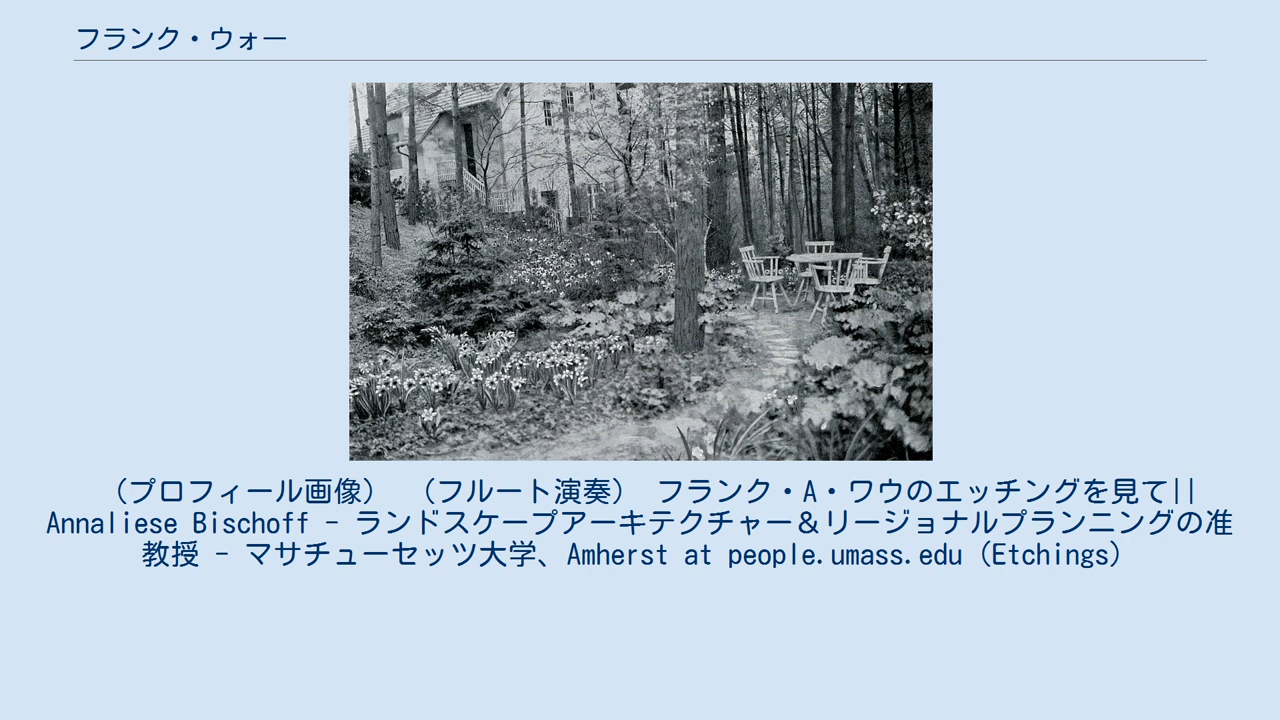 フランク・ウォー
（プロフィール画像）　（フルート演奏）　フランク・A・ワウのエッチングを見て||
Annaliese Bischoff - ランドスケープアーキテクチャー＆リージョナルプランニングの准
教授 - マサチューセッツ大学、Amherst at people.umass.edu (Etchings)